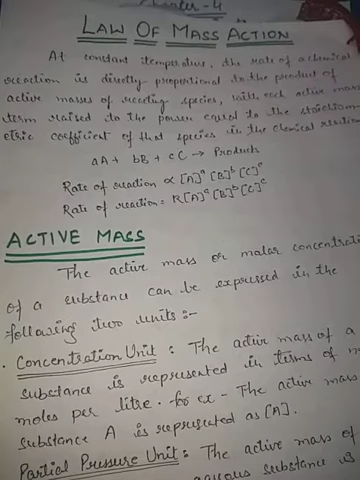 Chapter-4
LAW OF MASS ACTION
At constant temperature, the rate of a chemical
reaction is directly proportional to the product of
active masses of reacting species, with each active mass
term raised to the power equal to the stoichiom
etric coefficient of that species in the chemical reaction
aA + bB + cC → Products
Rate of reaction ∝ [A]ᵃ [B]ᵇ [C]ᶜ
Rate of reaction = K[A]ᵃ[B]ᵇ[C]ᶜ
ACTIVE MASS
The active mass or molar concentrati
of a substance can be expressed in the
following two units :-
. Concentration Unit : The active mass of a
substance is represented in terms of
moles per litre. for ex - The active mass
substance A is represented as [A].
Partial Pressure Unit : The active mass of
gaseous substance is